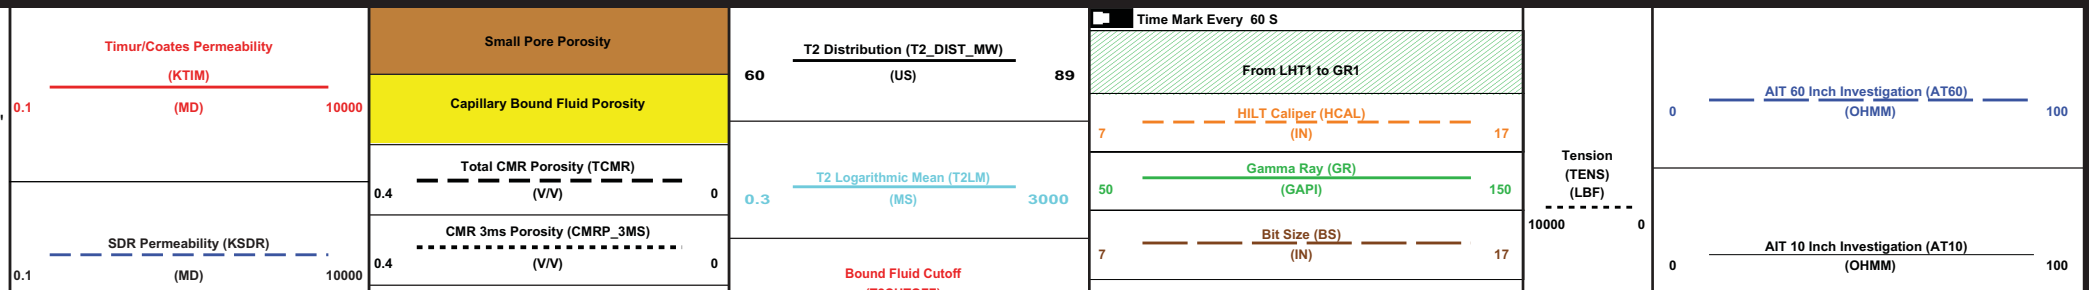 Timur/Coates Permeability
(KTIM)
0.1 (MD) 10000
SDR Permeability (KSDR)
0.1 (MD) 10000
Small Pore Porosity
Capillary Bound Fluid Porosity
Total CMR Porosity (TCMR)
0.4 (V/V) 0
CMR 3ms Porosity (CMRP_3MS)
0.4 (V/V) 0
T2 Distribution (T2_DIST_MW)
60 (US) 89
T2 Logarithmic Mean (T2LM)
0.3 (MS) 3000
Bound Fluid Cutoff
Time Mark Every 60 S
From LHT1 to GR1
HILT Caliper (HCAL)
7 (IN) 17
Gamma Ray (GR)
50 (GAPI) 150
Bit Size (BS)
7 (IN) 17
Tension
(TENS)
(LBF)
10000 0
AIT 60 Inch Investigation (AT60)
0 (OHMM) 100
AIT 10 Inch Investigation (AT10)
0 (OHMM) 100